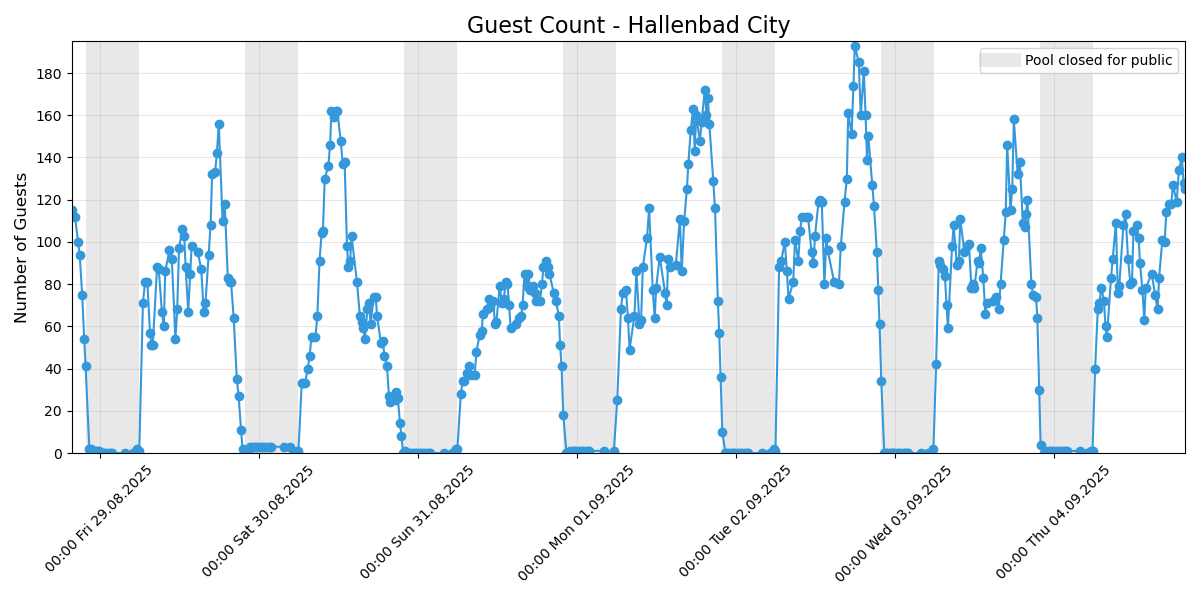 Guest Count - Hallenbad City
Pool closed for public
Number of Guests
180
160
140
120
100
80
60
40
20
0
00:00 Fri 29.08.2025
00:00 Sat 30.08.2025
00:00 Sun 31.08.2025
00:00 Mon 01.09.2025
00:00 Tue 02.09.2025
00:00 Wed 03.09.2025
00:00 Thu 04.09.2025